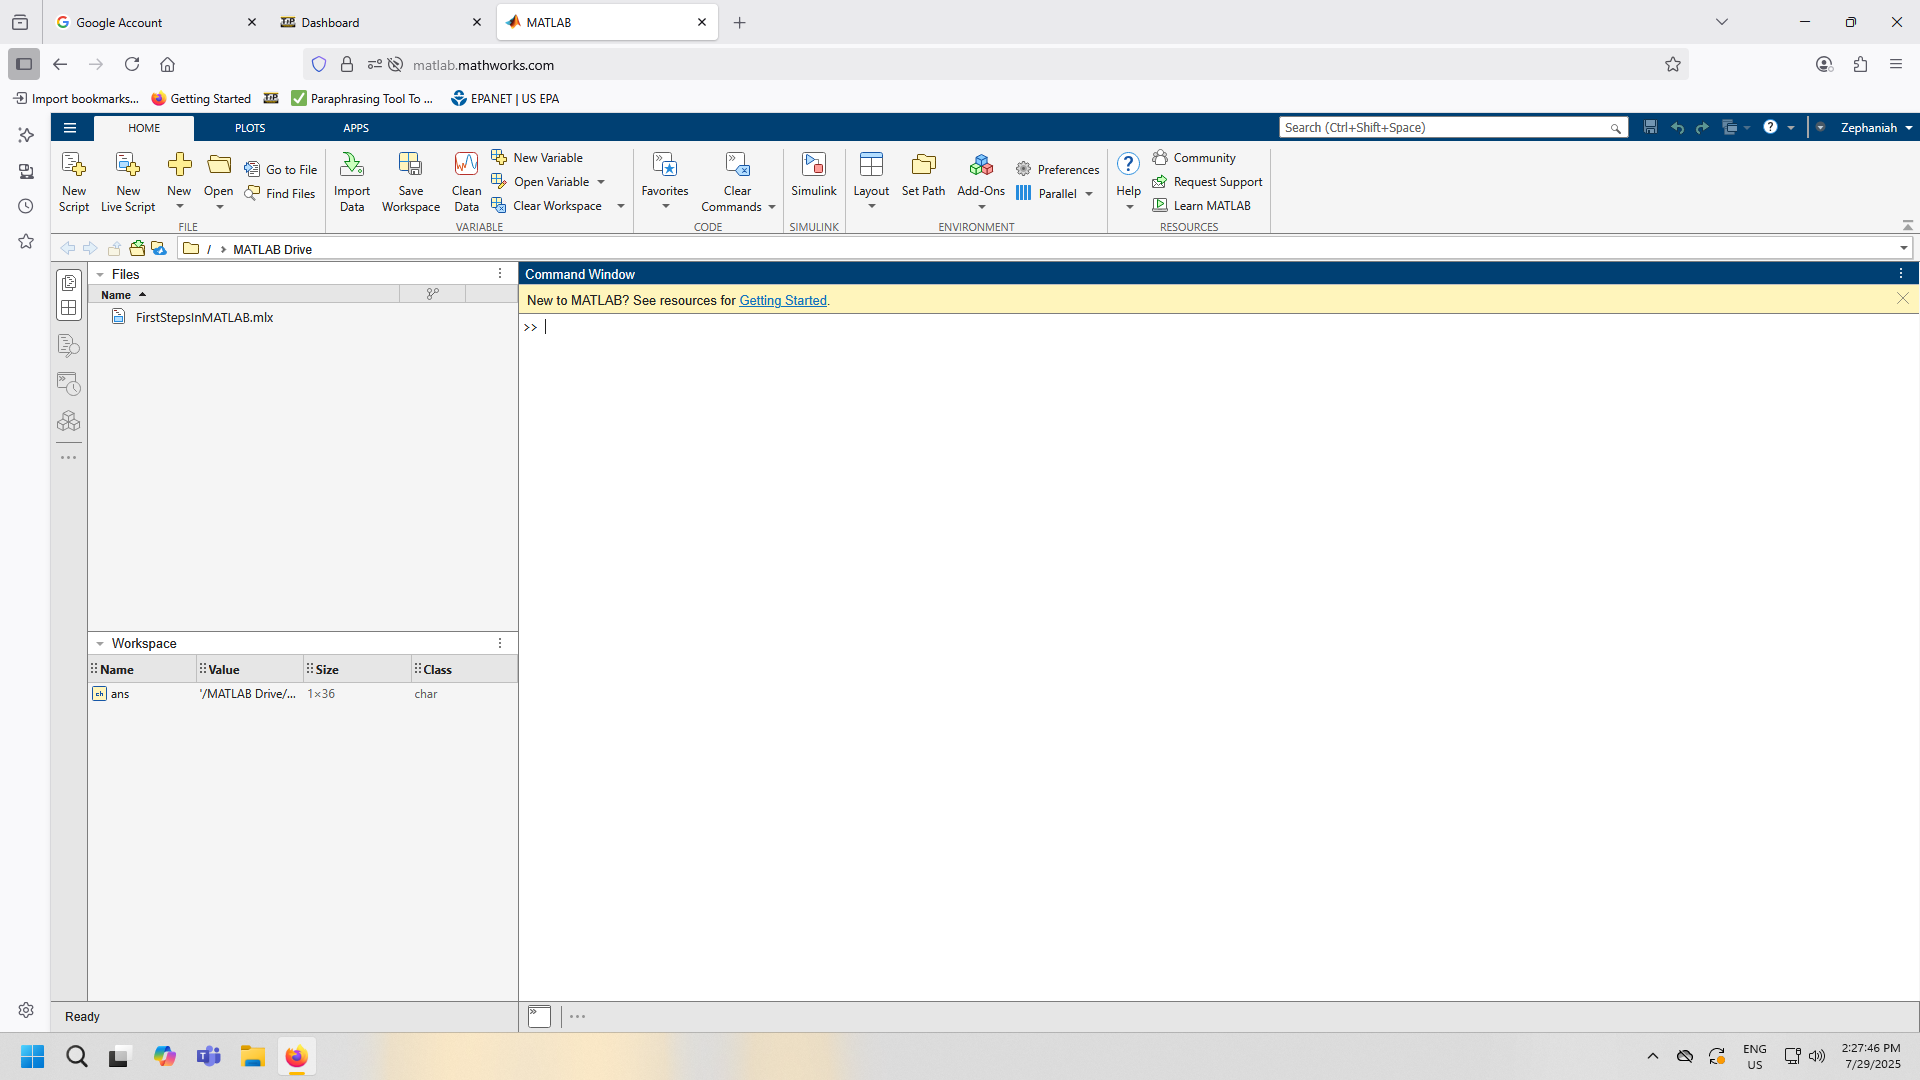 Google Account
Dashboard
MATLAB
matlab.mathworks.com
Import bookmarks...
Getting Started
TIP
Paraphrasing Tool To ...
EPANET | US EPA
HOME
PLOTS
APPS
Search (Ctrl+Shift+Space)
Zephaniah
New Script
New Live Script
New
Open
Go to File
Find Files
FILE
Import Data
Save Workspace
Clean Data
New Variable
Open Variable
Clear Workspace
VARIABLE
Favorites
Clear Commands
CODE
Simulink
SIMULINK
Layout
Set Path
Add-Ons
Preferences
Parallel
ENVIRONMENT
Help
Community
Request Support
Learn MATLAB
RESOURCES
/ › MATLAB Drive
Files
Name
FirstStepsInMATLAB.mlx
Workspace
Name Value Size Class
ans '/MATLAB Drive/... 1×36 char
Command Window
New to MATLAB? See resources for Getting Started.
>>
Ready
ENG
US
2:27:46 PM
7/29/2025